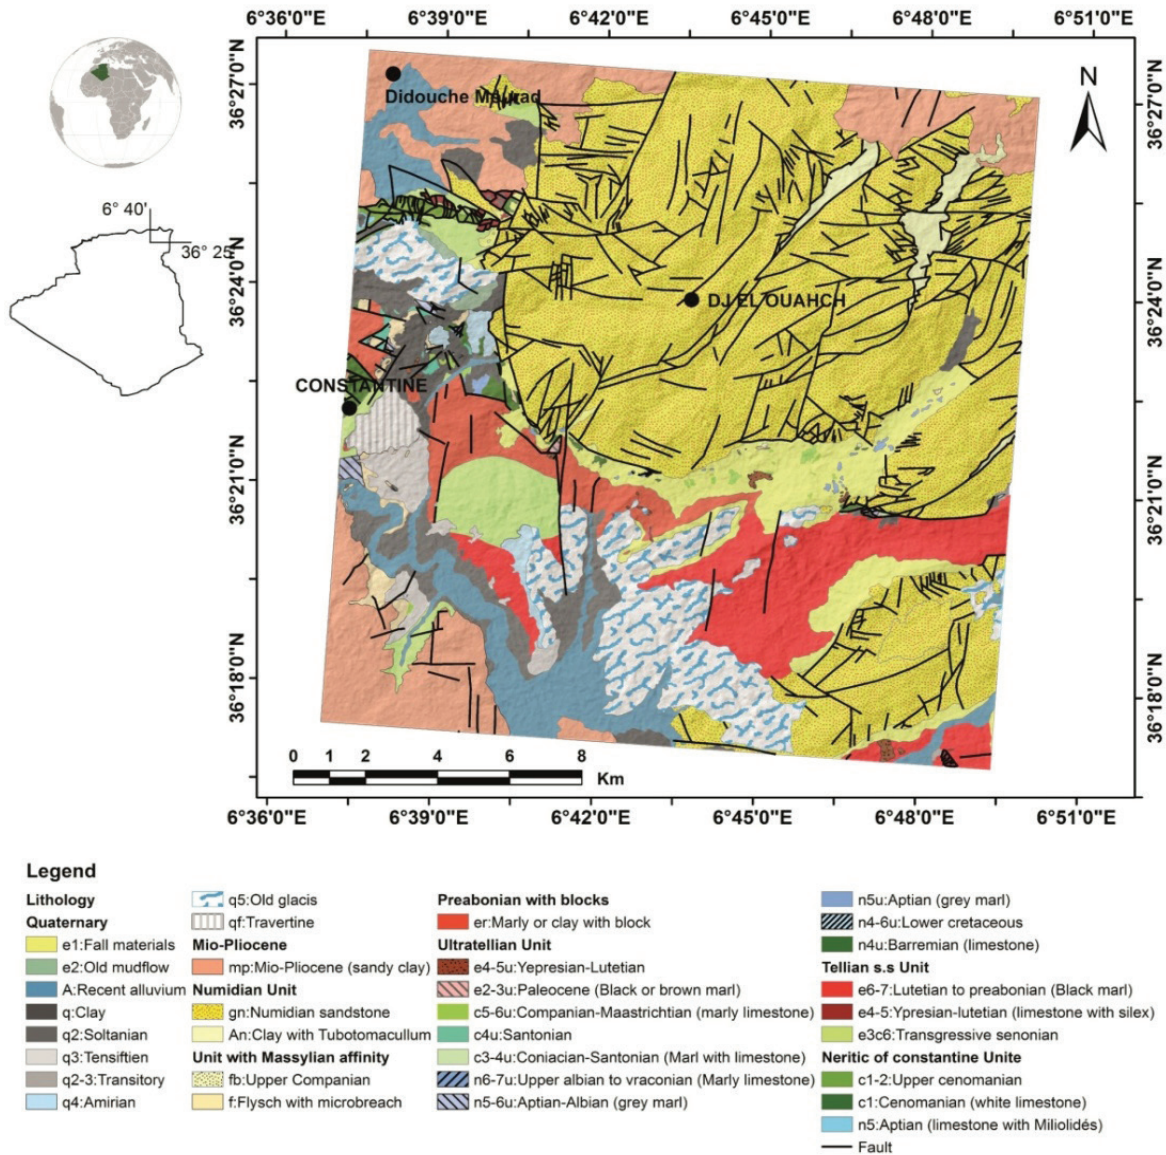 6°36'0"E 6°39'0"E 6°42'0"E 6°45'0"E 6°48'0"E 6°51'0"E
36°27'0"N
36°24'0"N
36°21'0"N
36°18'0"N
6° 40'
36° 25'
Didouche Mourad
N
DJ EL OUAHCH
CONSTANTINE
36°27'0"N
36°24'0"N
36°21'0"N
36°18'0"N
0 1 2 4 6 8
Km
6°36'0"E 6°39'0"E 6°42'0"E 6°45'0"E 6°48'0"E 6°51'0"E
Legend
Lithology
Quaternary
e1:Fall materials
e2:Old mudflow
A:Recent alluvium
q:Clay
q2:Soltanian
q3:Tensiftien
q2-3:Transitory
q4:Amirian
q5:Old glacis
qf:Travertine
Mio-Pliocene
mp:Mio-Pliocene (sandy clay)
Numidian Unit
gn:Numidian sandstone
An:Clay with Tubotomacullum
Unit with Massylian affinity
fb:Upper Companian
f:Flysch with microbreach
Preabonian with blocks
er:Marly or clay with block
Ultratellian Unit
e4-5u:Yepresian-Lutetian
e2-3u:Paleocene (Black or brown marl)
c5-6u:Companian-Maastrichtian (marly limestone)
c4u:Santonian
c3-4u:Coniacian-Santonian (Marl with limestone)
n6-7u:Upper albian to vraconian (Marly limestone)
n5-6u:Aptian-Albian (grey marl)
n5u:Aptian (grey marl)
n4-6u:Lower cretaceous
n4u:Barremian (limestone)
Tellian s.s Unit
e6-7:Lutetian to preabonian (Black marl)
e4-5:Ypresian-lutetian (limestone with silex)
e3c6:Transgressive senonian
Neritic of constantine Unite
c1-2:Upper cenomanian
c1:Cenomanian (white limestone)
n5:Aptian (limestone with Miliolidés)
Fault